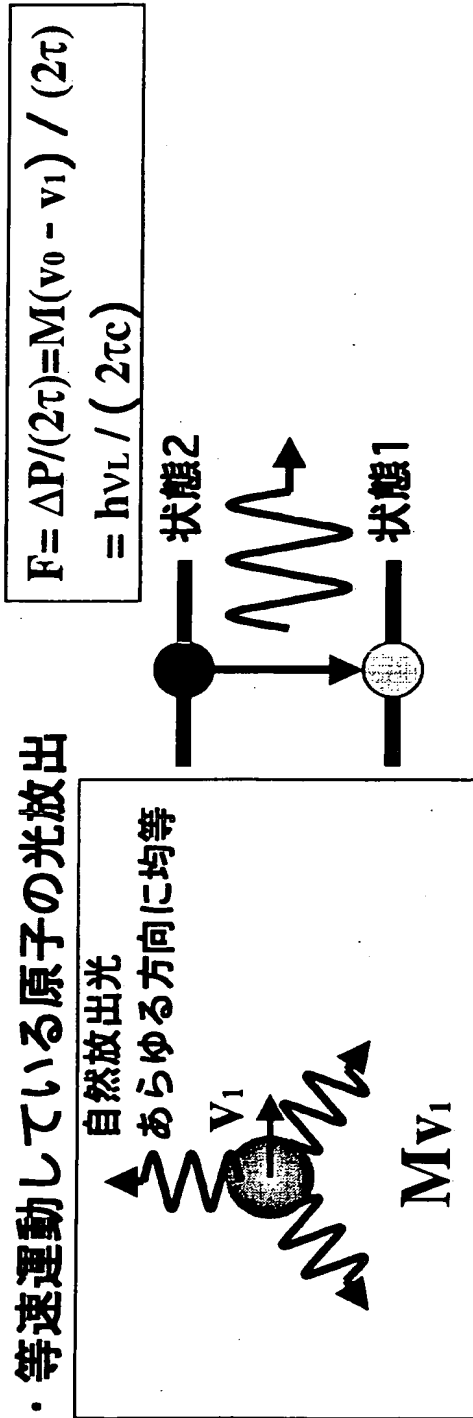 ・等速運動している原子の光放出
自然放出光
あらゆる方向に均等
V1
Mv1
F= ΔP/(2τ)=M(v0 - v1) / (2τ)
= hνL / ( 2τc)
状態2
状態1